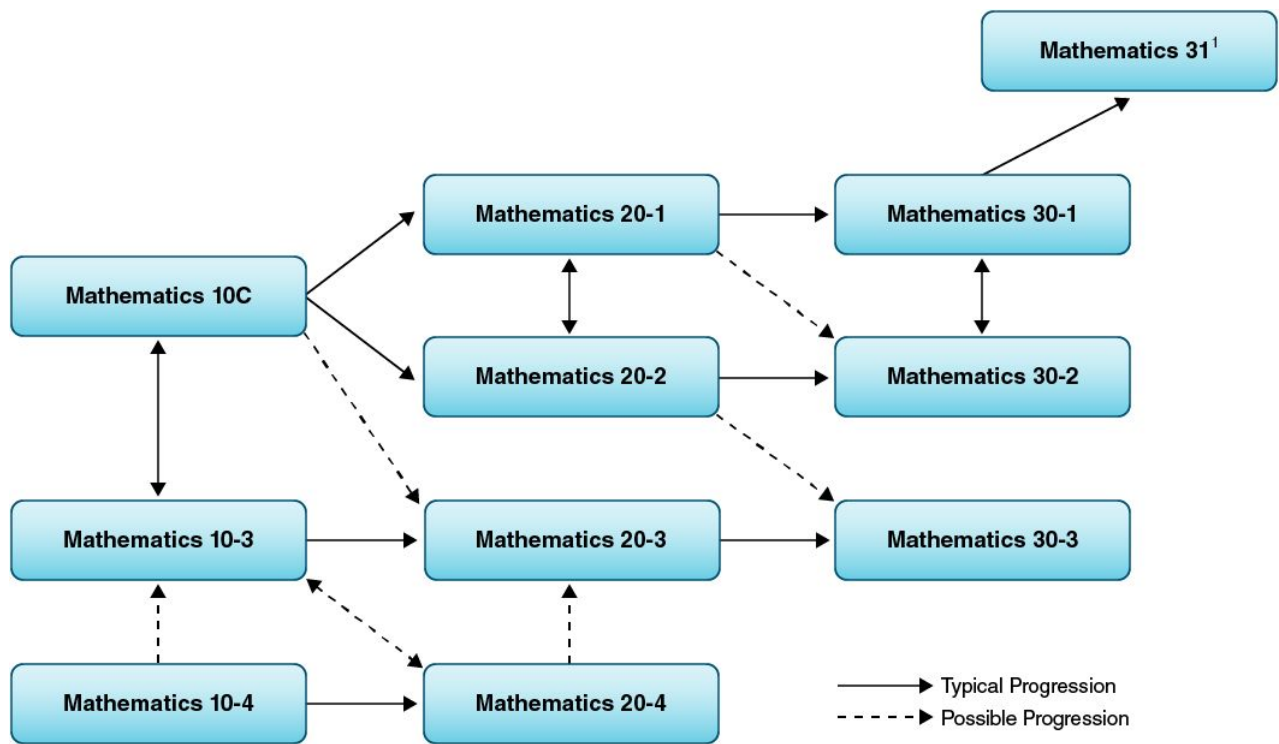 Mathematics 31¹
Mathematics 20-1
Mathematics 30-1
Mathematics 10C
Mathematics 20-2
Mathematics 30-2
Mathematics 10-3
Mathematics 20-3
Mathematics 30-3
Mathematics 10-4
Mathematics 20-4
Typical Progression
Possible Progression